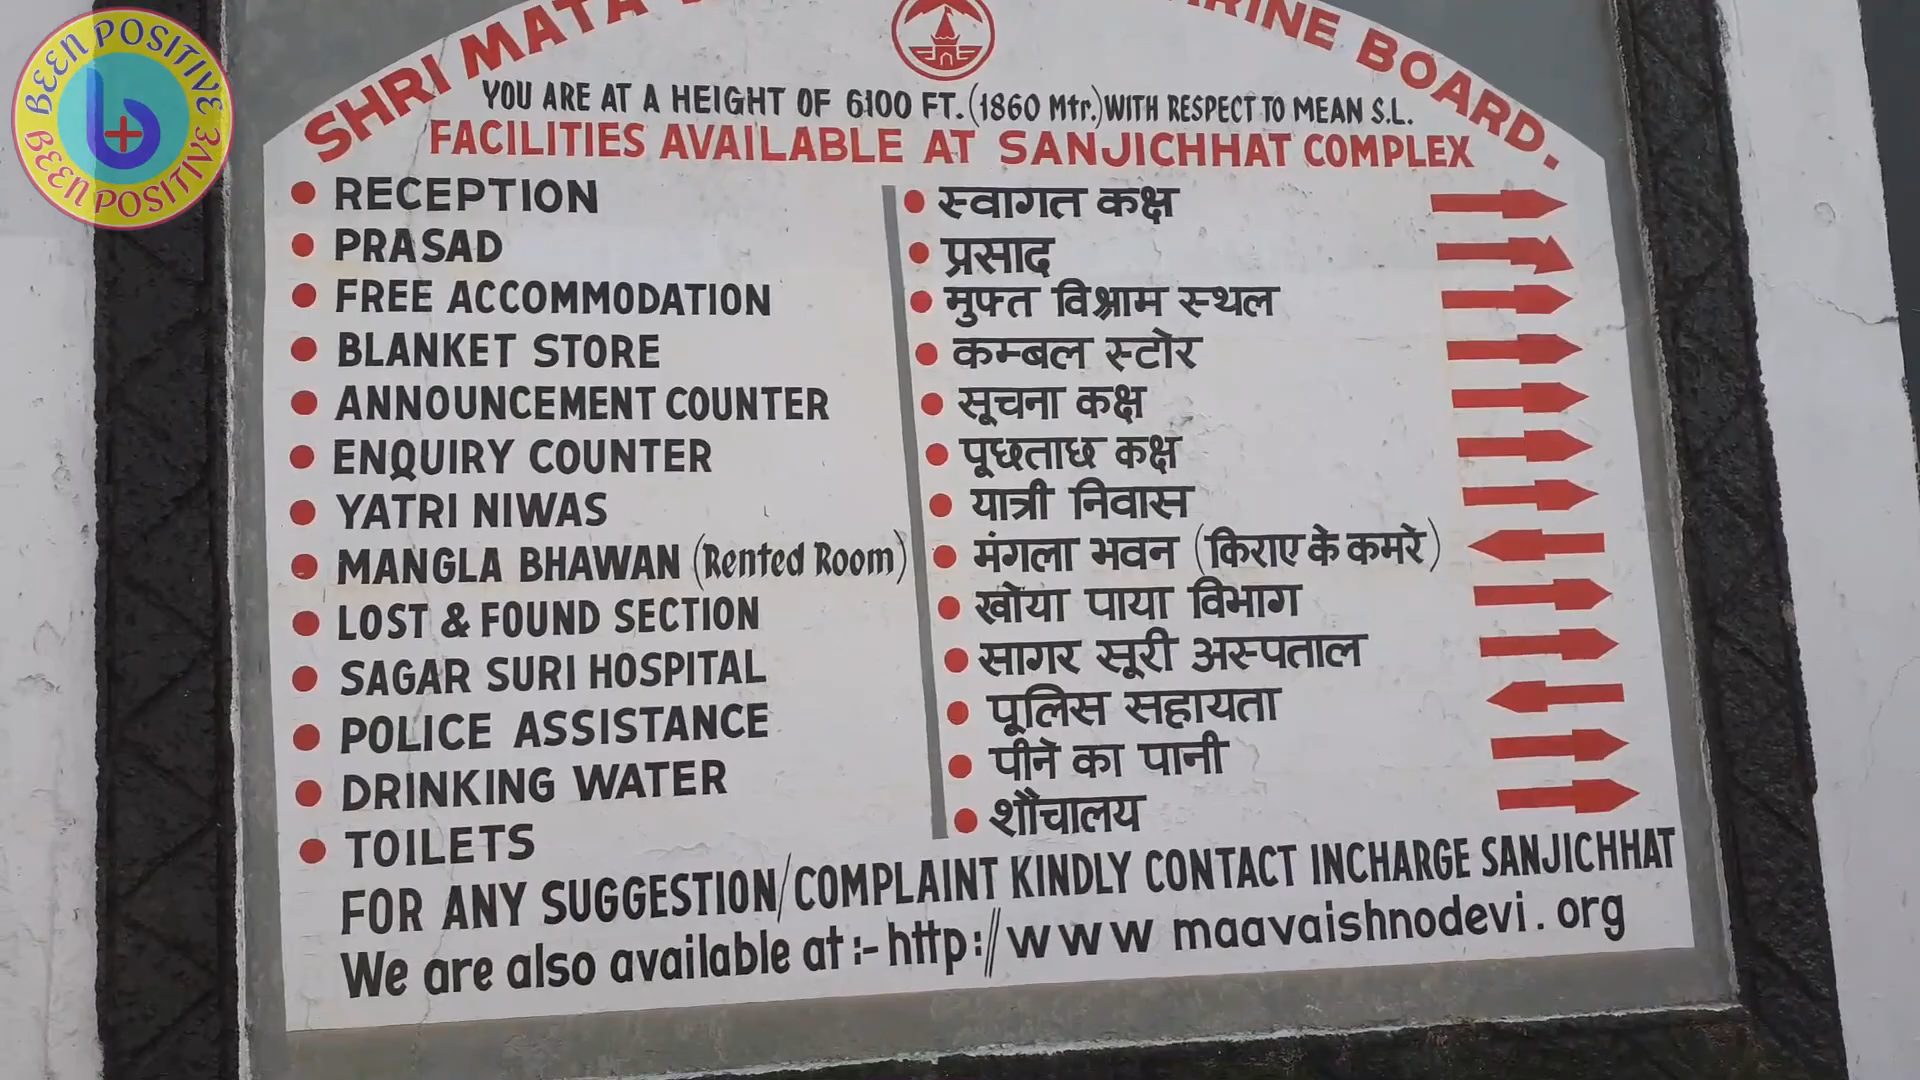 BEEN POSITIVE
BEEN POSITIVE
SHRI MATA
SHRINE BOARD.
YOU ARE AT A HEIGHT OF 6100 FT. (1860 Mtr.) WITH RESPECT TO MEAN S.L.
FACILITIES AVAILABLE AT SANJICHHAT COMPLEX
• RECEPTION • स्वागत कक्ष
• PRASAD • प्रसाद
• FREE ACCOMMODATION • मुफ्त विश्राम स्थल
• BLANKET STORE • कम्बल स्टोर
• ANNOUNCEMENT COUNTER • सूचना कक्ष
• ENQUIRY COUNTER • पूछताछ कक्ष
• YATRI NIWAS • यात्री निवास
• MANGLA BHAWAN (Rented Room) • मंगला भवन (किराए के कमरे)
• LOST & FOUND SECTION • खोया पाया विभाग
• SAGAR SURI HOSPITAL • सागर सूरी अस्पताल
• POLICE ASSISTANCE • पूलिस सहायता
• DRINKING WATER • पीने का पानी
• TOILETS • शौचालय
FOR ANY SUGGESTION/COMPLAINT KINDLY CONTACT INCHARGE SANJICHHAT
We are also available at :- http://www maavaishnodevi.org